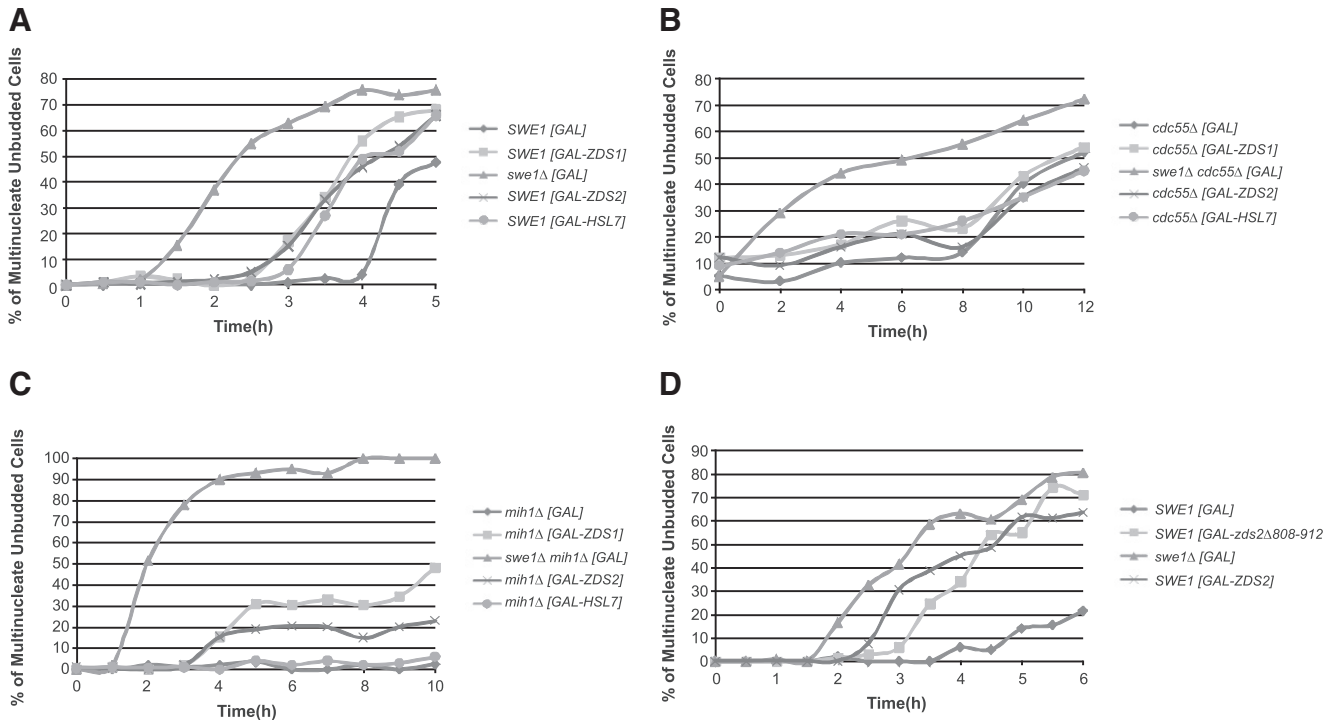 A
% of Multinucleate Unbudded Cells
80
70
60
50
40
30
20
10
0
0 1 2 3 4 5
Time(h)
SWE1 [GAL]
SWE1 [GAL-ZDS1]
swe1Δ [GAL]
SWE1 [GAL-ZDS2]
SWE1 [GAL-HSL7]
B
% of Multinucleate Unbudded Cells
80
70
60
50
40
30
20
10
0
0 2 4 6 8 10 12
Time(h)
cdc55Δ [GAL]
cdc55Δ [GAL-ZDS1]
swe1Δ cdc55Δ [GAL]
cdc55Δ [GAL-ZDS2]
cdc55Δ [GAL-HSL7]
C
% of Multinucleate Unbudded Cells
100
90
80
70
60
50
40
30
20
10
0
0 2 4 6 8 10
Time(h)
mih1Δ [GAL]
mih1Δ [GAL-ZDS1]
swe1Δ mih1Δ [GAL]
mih1Δ [GAL-ZDS2]
mih1Δ [GAL-HSL7]
D
% of Multinucleate Unbudded Cells
90
80
70
60
50
40
30
20
10
0
0 1 2 3 4 5 6
Time(h)
SWE1 [GAL]
SWE1 [GAL-zds2Δ808-912
swe1Δ [GAL]
SWE1 [GAL-ZDS2]